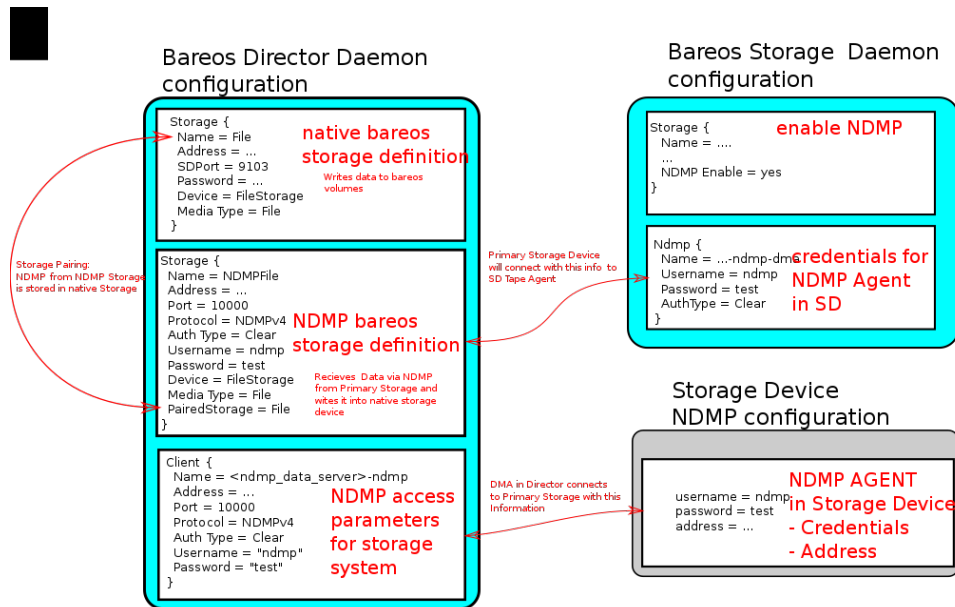 Bareos Director Daemon
configuration
Storage {
Name = File
Address = ...
SDPort = 9103
Password = ...
Device = FileStorage
Media Type = File
}
native bareos
storage definition
Writes data to bareos
volumes
Storage Pairing:
NDMP from NDMP Storage
is stored in native Storage
Storage {
Name = NDMPFile
Address = ...
Port = 10000
Protocol = NDMPv4
Auth Type = Clear
Username = ndmp
Password = test
Device = FileStorage
Media Type = File
PairedStorage = File
}
NDMP bareos
storage definition
Recieves Data via NDMP
from Primary Storage and
wites it into native storage
device
Client {
Name = <ndmp_data_server>-ndmp
Address = ...
Port = 10000
Protocol = NDMPv4
Auth Type = Clear
Username = "ndmp"
Password = "test"
}
NDMP access
parameters
for storage
system
Primary Storage Device
will connect with this info to
SD Tape Agent
DMA in Director connects
to Primary Storage with this
Information
Bareos Storage Daemon
configuration
Storage {
Name = ....
...
NDMP Enable = yes
}
enable NDMP
Ndmp {
Name = ...-ndmp-dma
Username = ndmp
Password = test
AuthType = Clear
}
credentials for
NDMP Agent
in SD
Storage Device
NDMP configuration
username = ndmp
password = test
address = ...
NDMP AGENT
in Storage Device
- Credentials
- Address